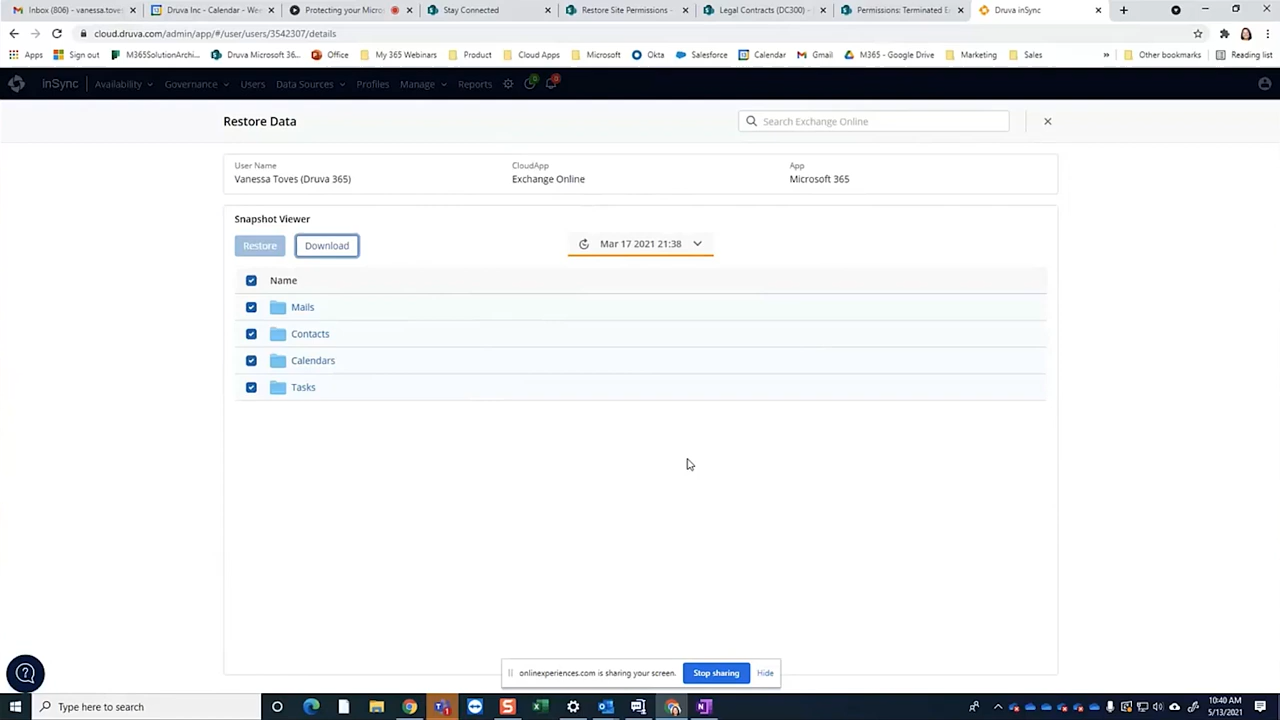 Inbox (806) - vanessa.toves
Druva Inc - Calendar - We
Protecting your Micro
Stay Connected
Restore Site Permissions -
Legal Contracts (DC300) -
Permissions: Terminated E
Druva inSync
cloud.druva.com/admin/app/#/user/users/3542307/details
Apps
Sign out
M365SolutionArchi...
Druva Microsoft 36...
Office
My 365 Webinars
Product
Cloud Apps
Microsoft
Okta
Salesforce
Calendar
Gmail
M365 - Google Drive
Marketing
Sales
»
Other bookmarks
Reading list
inSync
Availability
Governance
Users
Data Sources
Profiles
Manage
Reports
Restore Data
Search Exchange Online
User Name
CloudApp
App
Vanessa Toves (Druva 365)
Exchange Online
Microsoft 365
Snapshot Viewer
Restore
Download
Mar 17 2021 21:38
Name
Mails
Contacts
Calendars
Tasks
onlinexperiences.com is sharing your screen.
Stop sharing
Hide
Type here to search
10:40 AM
5/13/2021